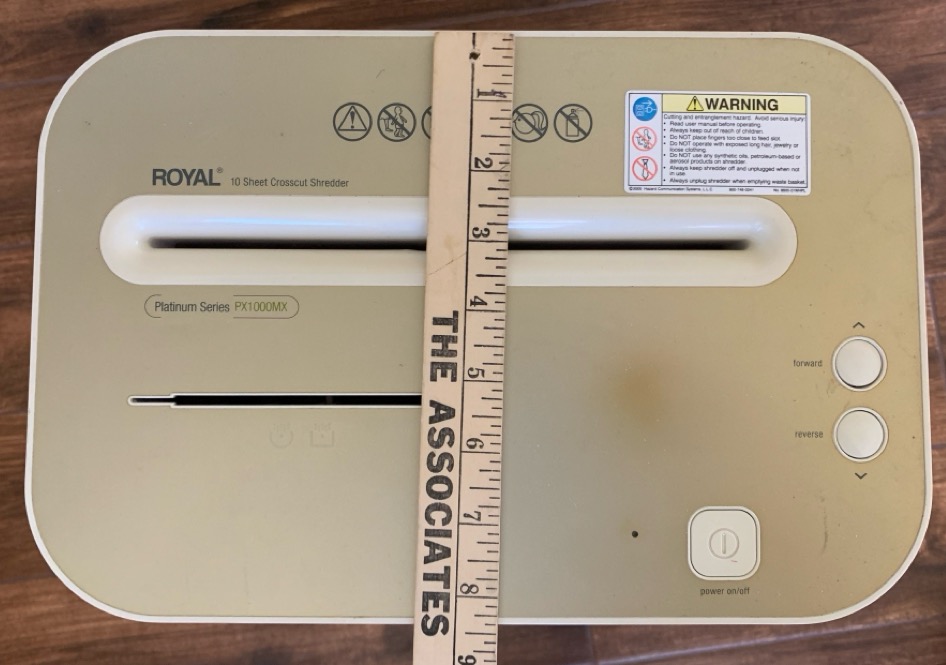 WARNING
Cutting and entanglement hazard. Avoid serious injury:
• Read user manual before operating.
• Always keep out of reach of children.
• Do NOT place fingers too close to feed slot.
• Do NOT operate with exposed long hair, jewelry or
loose clothing.
• Do NOT use any synthetic oils, petroleum-based or
aerosol products on shredder.
• Always keep shredder off and unplugged when not
in use.
• Always unplug shredder when emptying waste basket.
ROYAL® 10 Sheet Crosscut Shredder
Platinum Series PX1000MX
1
2
3
4
5
6
7
8
9
THE ASSOCIATES
forward
reverse
power on/off